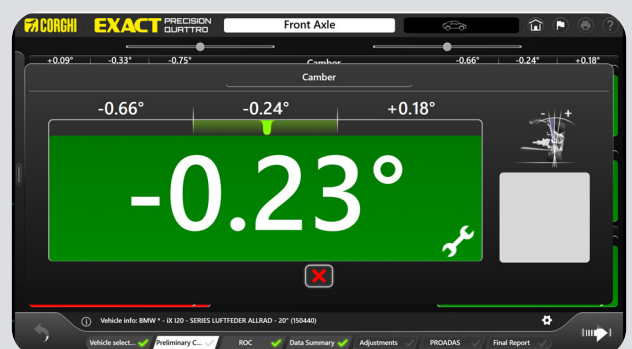 CORGHI EXACT PRECISION QUATTRO Front Axle ?
+0.09° -0.33° -0.75° Camber -0.66° -0.24° +0.18°
Camber
-0.66° -0.24° +0.18°
- +
-0.23°
Vehicle info: BMW * - iX I20 - SERIES LUFTFEDER ALLRAD - 20" (150440)
Vehicle select... Preliminary C... ROC Data Summary Adjustments PROADAS Final Report